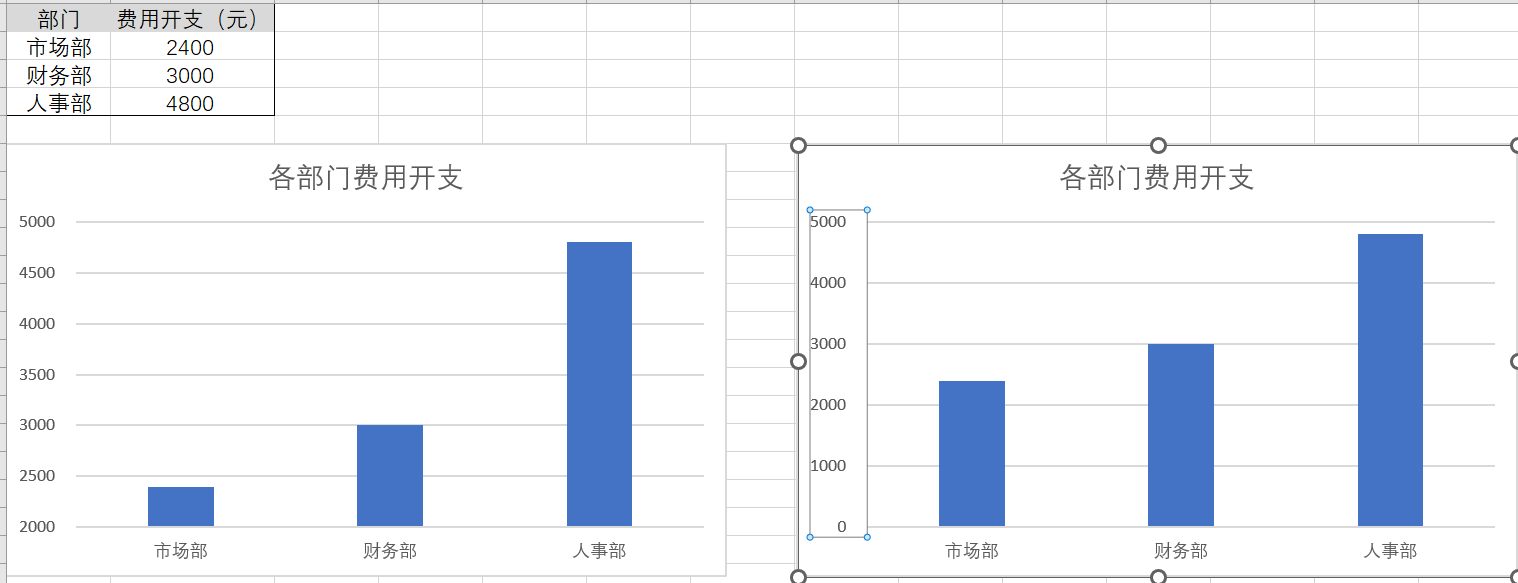 部门 费用开支（元）
市场部 2400
财务部 3000
人事部 4800
各部门费用开支
5000
4500
4000
3500
3000
2500
2000
市场部 财务部 人事部
各部门费用开支
5000
4000
3000
2000
1000
0
市场部 财务部 人事部